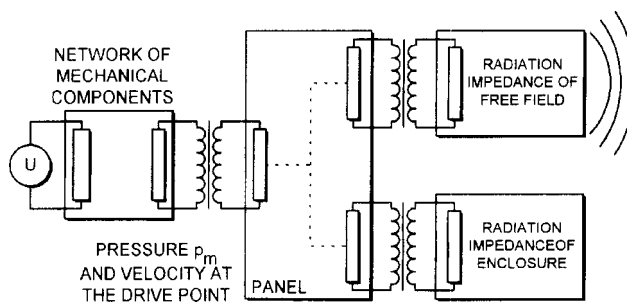 NETWORK OF
MECHANICAL
COMPONENTS
U
PRESSURE pm
AND VELOCITY AT
THE DRIVE POINT
PANEL
RADIATION
IMPEDANCE OF
FREE FIELD
RADIATION
IMPEDANCEOF
ENCLOSURE